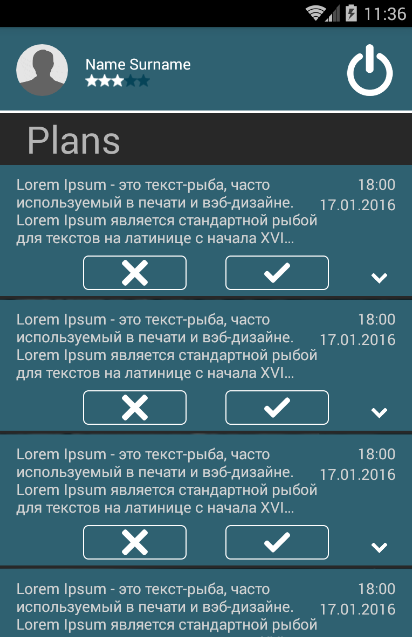 11:36
Name Surname
Plans
Lorem Ipsum - это текст-рыба, часто
18:00
используемый в печати и вэб-дизайне.
17.01.2016
Lorem Ipsum является стандартной рыбой
для текстов на латинице с начала XVI...
Lorem Ipsum - это текст-рыба, часто
18:00
используемый в печати и вэб-дизайне.
17.01.2016
Lorem Ipsum является стандартной рыбой
для текстов на латинице с начала XVI...
Lorem Ipsum - это текст-рыба, часто
18:00
используемый в печати и вэб-дизайне.
17.01.2016
Lorem Ipsum является стандартной рыбой
для текстов на латинице с начала XVI...
Lorem Ipsum - это текст-рыба, часто
18:00
используемый в печати и вэб-дизайне.
17.01.2016
Lorem Ipsum является стандартной рыбой